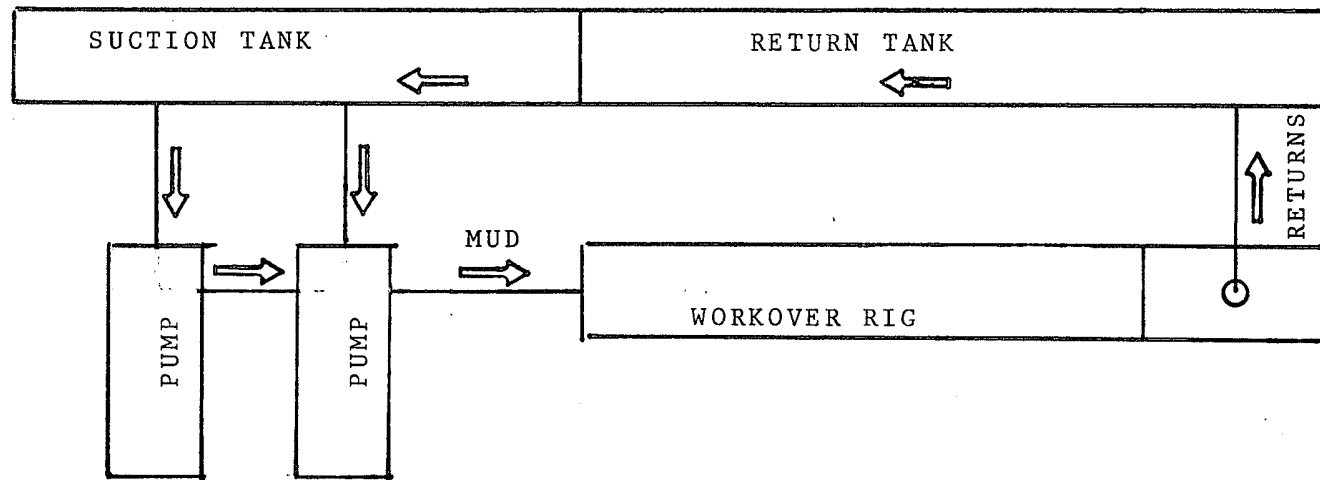 SUCTION TANK
RETURN TANK
RETURNS
MUD
WORKOVER RIG
PUMP
PUMP